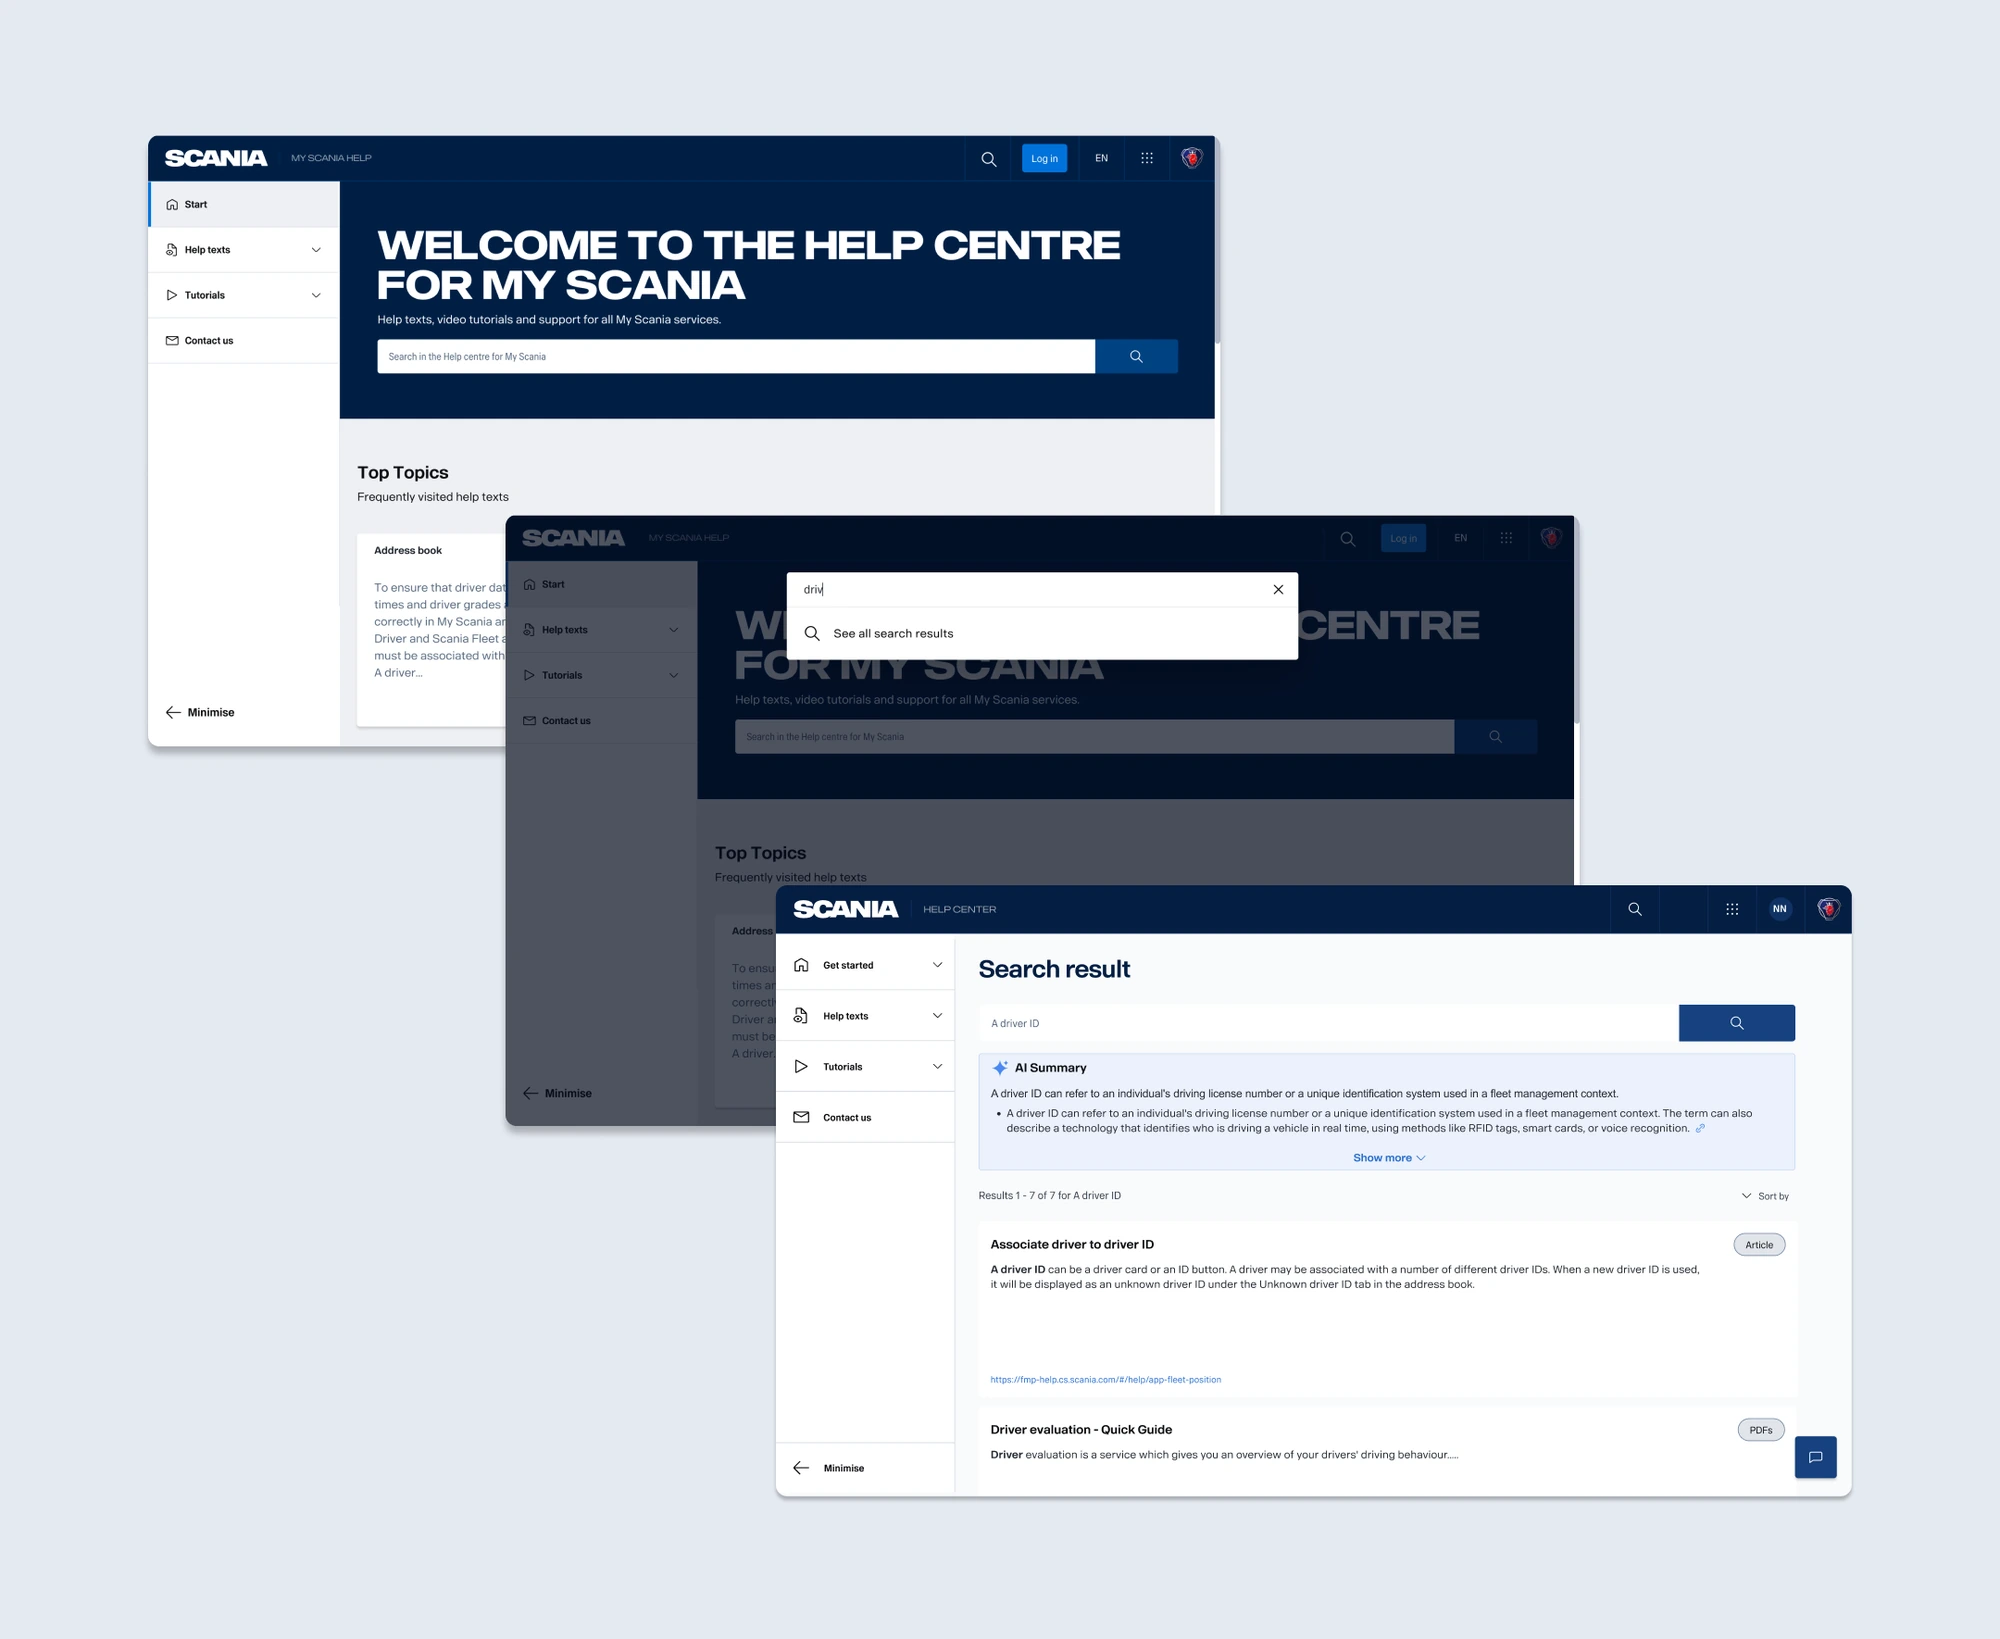 SCANIA
MY SCANIA HELP
Log in
EN
Start
Help texts
Tutorials
Contact us
Minimise
WELCOME TO THE HELP CENTRE
FOR MY SCANIA
Help texts, video tutorials and support for all My Scania services.
Search in the Help centre for My Scania
Top Topics
Frequently visited help texts
Address book
To ensure that driver dat
times and driver grades
correctly in My Scania ar
Driver and Scania Fleet
must be associated with
A driver...
SCANIA
MY SCANIA HELP
Log in
EN
Start
Help texts
Tutorials
Contact us
Minimise
driv
See all search results
W CENTRE
FOR MY SCANIA
Help texts, video tutorials and support for all My Scania services.
Search in the Help centre for My Scania
Top Topics
Frequently visited help texts
Address
To ensu
times ar
correctly
Driver a
must be
A driver.
SCANIA
HELP CENTER
NN
Get started
Help texts
Tutorials
Contact us
Minimise
Search result
A driver ID
AI Summary
A driver ID can refer to an individual's driving license number or a unique identification system used in a fleet management context.
• A driver ID can refer to an individual's driving license number or a unique identification system used in a fleet management context. The term can also
describe a technology that identifies who is driving a vehicle in real time, using methods like RFID tags, smart cards, or voice recognition.
Show more
Results 1 - 7 of 7 for A driver ID
Sort by
Associate driver to driver ID
Article
A driver ID can be a driver card or an ID button. A driver may be associated with a number of different driver IDs. When a new driver ID is used,
it will be displayed as an unknown driver ID under the Unknown driver ID tab in the address book.
https://fmp-help.cs.scania.com/#/help/app-fleet-position
Driver evaluation - Quick Guide
PDFs
Driver evaluation is a service which gives you an overview of your drivers' driving behaviour.....